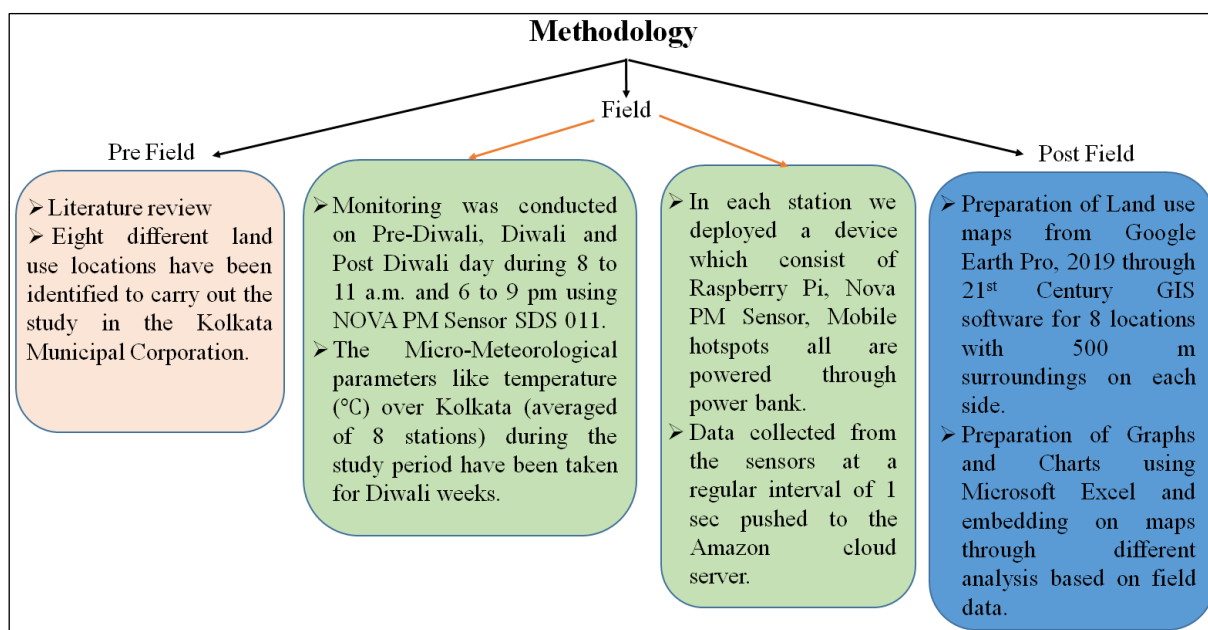 Methodology
Field
Pre Field
➢ Literature review
➢ Eight different land
use locations have been
identified to carry out the
study in the Kolkata
Municipal Corporation.
➢ Monitoring was conducted
on Pre-Diwali, Diwali and
Post Diwali day during 8 to
11 a.m. and 6 to 9 pm using
NOVA PM Sensor SDS 011.
➢ The Micro-Meteorological
parameters like temperature
(°C) over Kolkata (averaged
of 8 stations) during the
study period have been taken
for Diwali weeks.
➢ In each station we
deployed a device
which consist of
Raspberry Pi, Nova
PM Sensor, Mobile
hotspots all are
powered through
power bank.
➢ Data collected from
the sensors at a
regular interval of 1
sec pushed to the
Amazon cloud
server.
Post Field
➢ Preparation of Land use
maps from Google
Earth Pro, 2019 through
21st Century GIS
software for 8 locations
with 500 m
surroundings on each
side.
➢ Preparation of Graphs
and Charts using
Microsoft Excel and
embedding on maps
through different
analysis based on field
data.